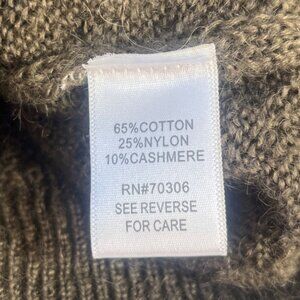 65%COTTON
25%NYLON
10%CASHMERE
RN#70306
SEE REVERSE
FOR CARE